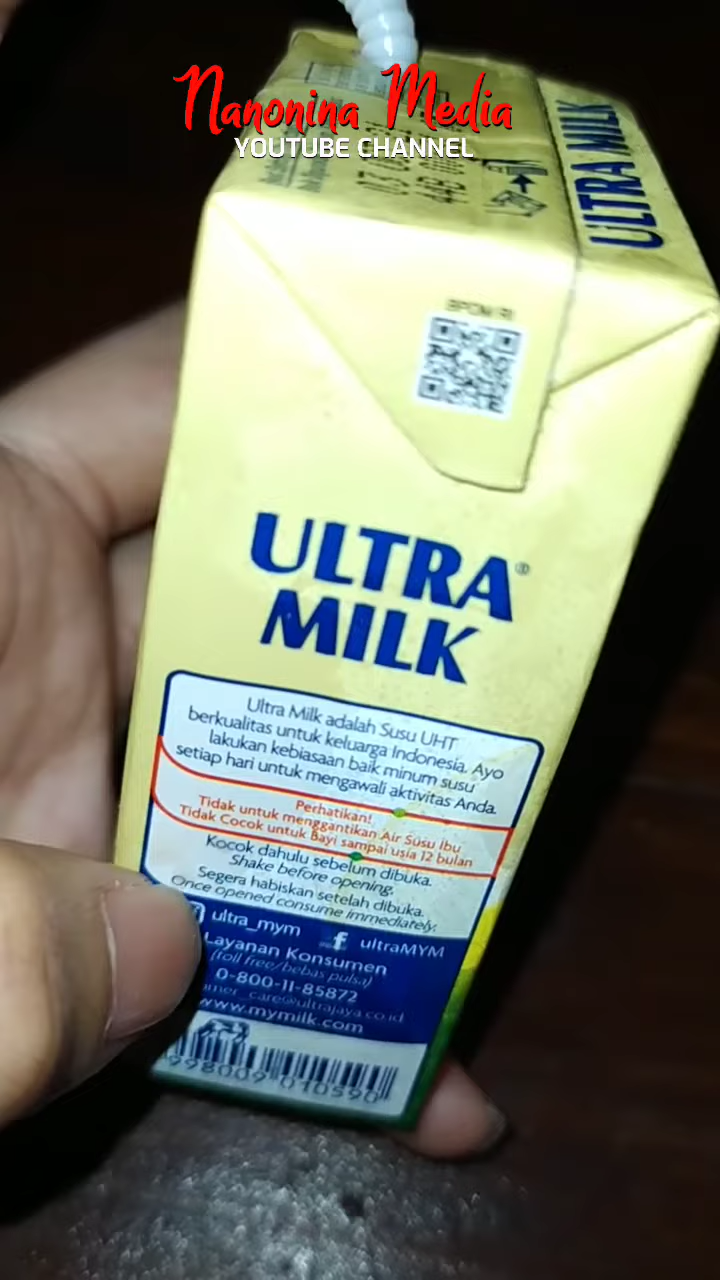 Nanonina Media
YOUTUBE CHANNEL
ULTRA MILK
BPOM RI
ULTRA®
MILK
Ultra Milk adalah Susu UHT
berkualitas untuk keluarga Indonesia. Ayo
lakukan kebiasaan baik minum susu
setiap hari untuk mengawali aktivitas Anda.
Perhatikan!
Tidak untuk menggantikan Air Susu Ibu
Tidak Cocok untuk Bayi sampai usia 12 bulan
Kocok dahulu sebelum dibuka.
Shake before opening.
Segera habiskan setelah dibuka.
Once opened consume immediately.
ultra_mym
f ultraMYM
Layanan Konsumen
(toll free/bebas pulsa)
0-800-11-85872
mer_care@ultrajaya.co.id
www.mymilk.com
998009 010590